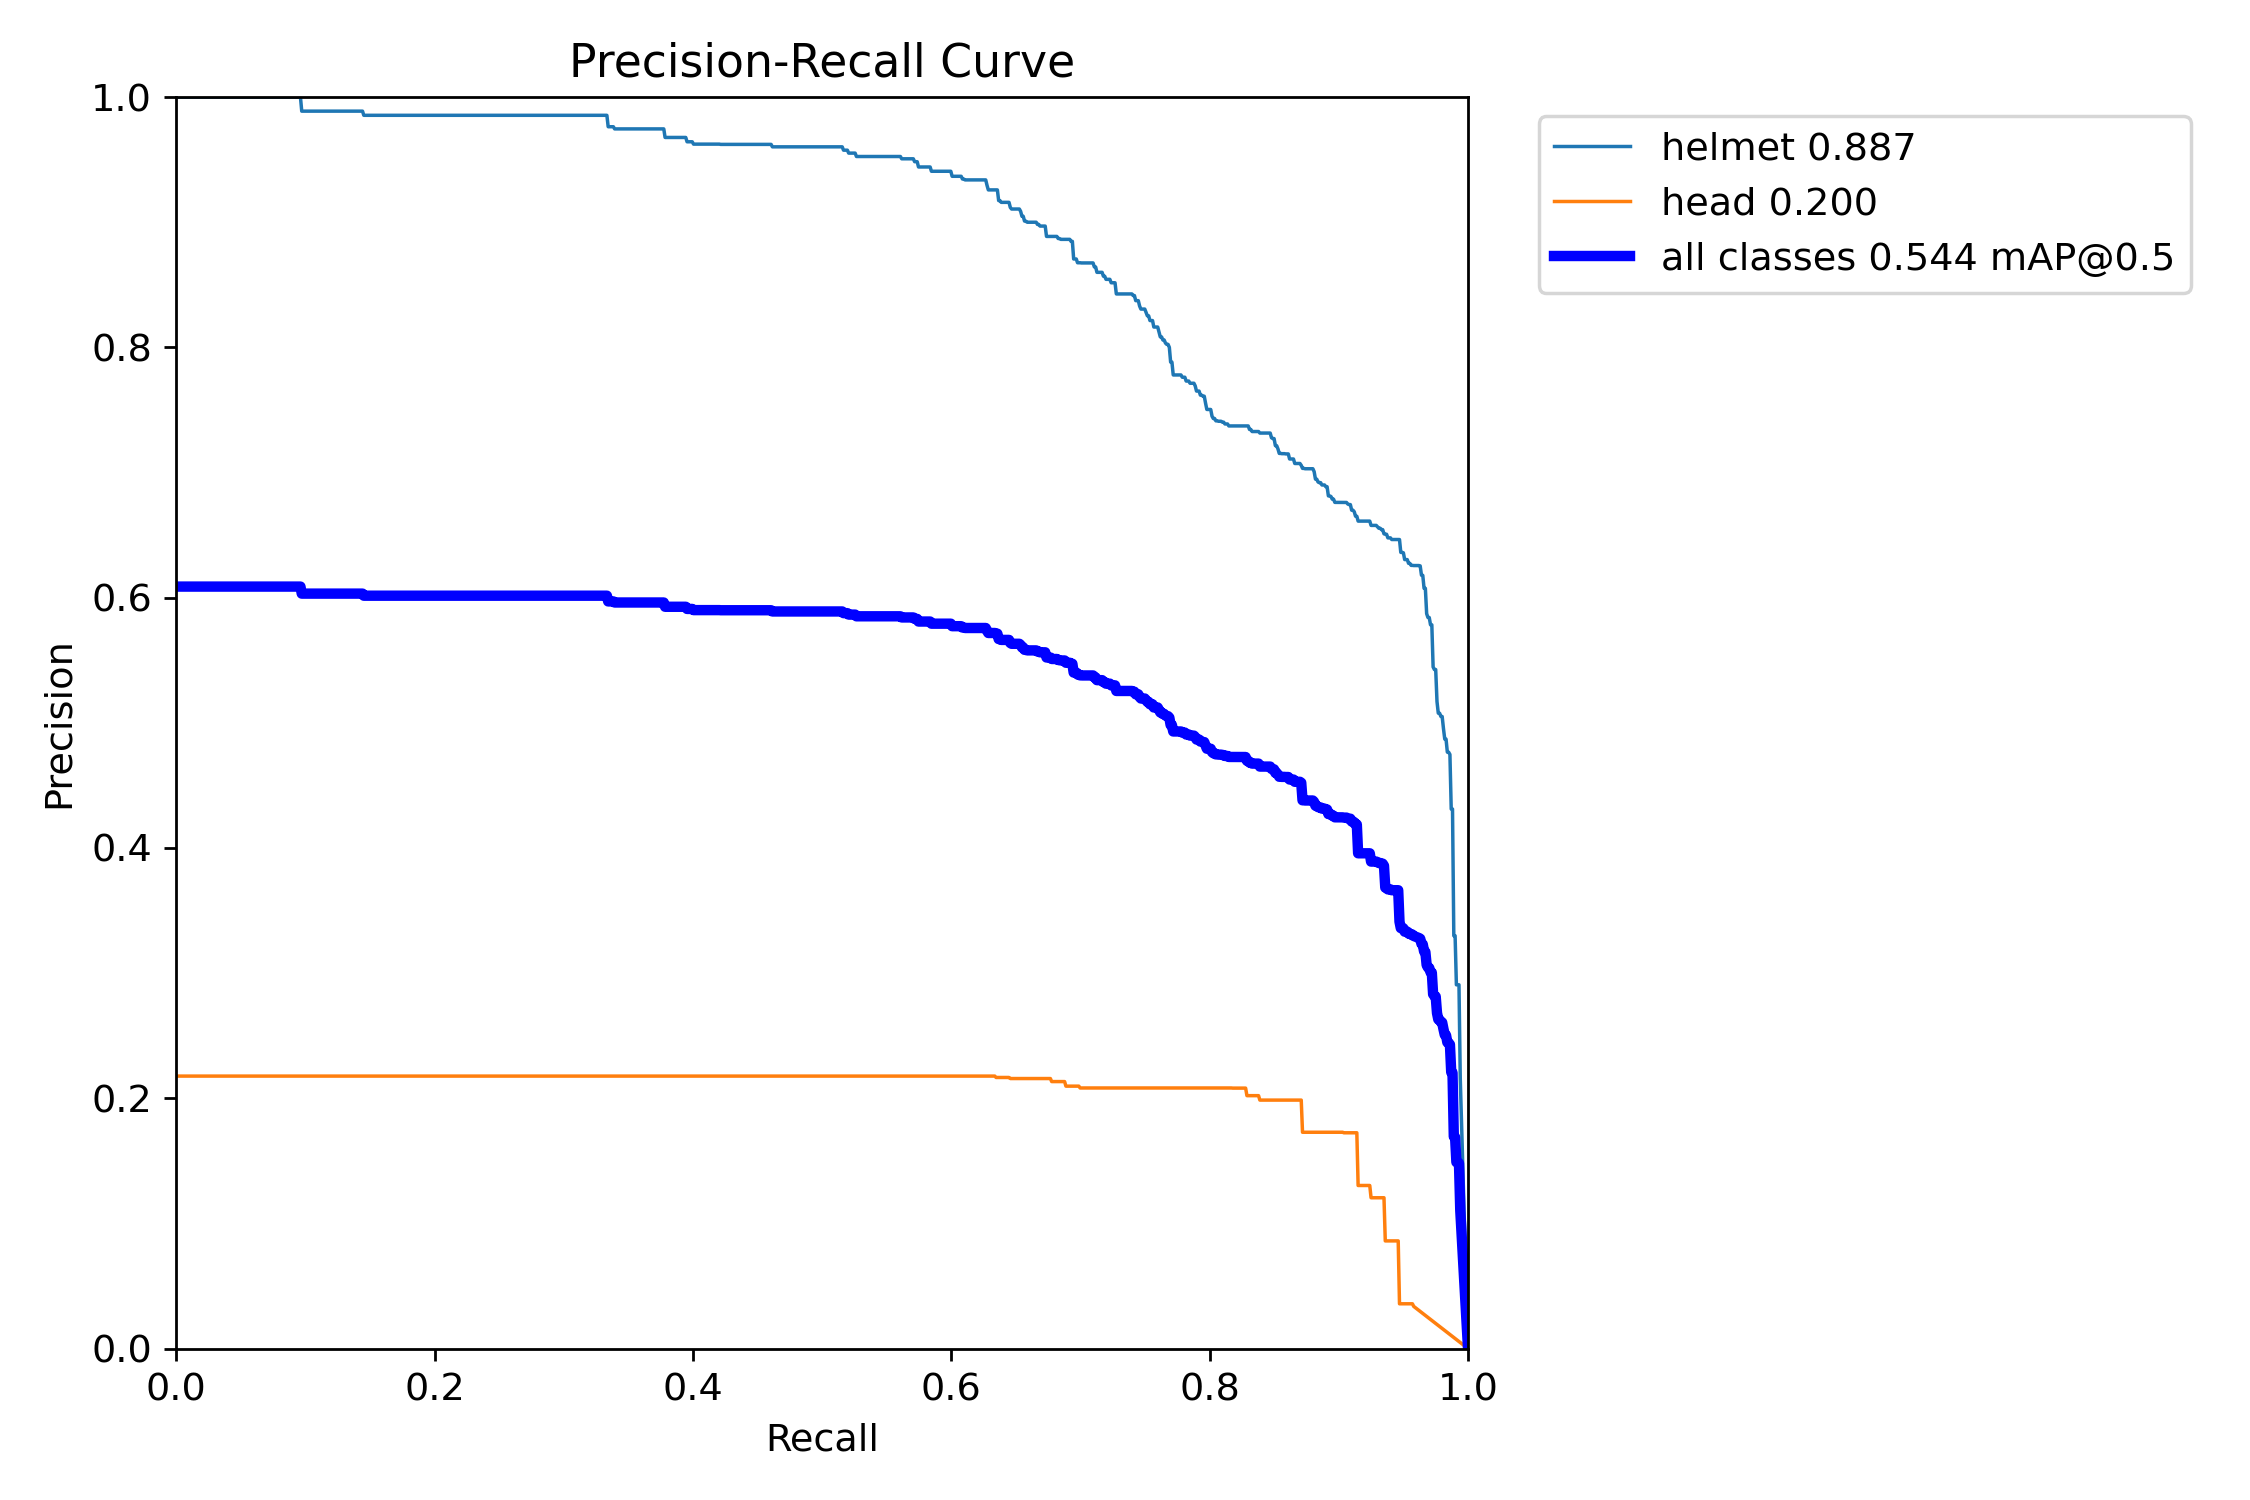 Precision-Recall Curve
1.0
0.8
0.6
0.4
0.2
0.0
Precision
0.0 0.2 0.4 0.6 0.8 1.0
Recall
helmet 0.887
head 0.200
all classes 0.544 mAP@0.5